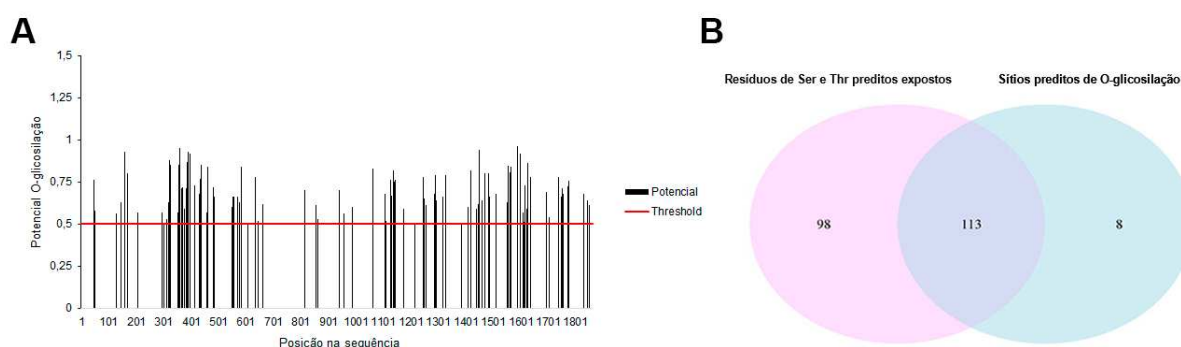 A
1,5
1,25
1
0,75
0,5
0,25
0
Potencial O-glicosilação
1 101 201 301 401 501 601 701 801 901 1001 1101 1201 1301 1401 1501 1601 1701 1801
Posição na sequência
Potencial
Threshold
B
Resíduos de Ser e Thr preditos expostos
Sítios preditos de O-glicosilação
98
113
8